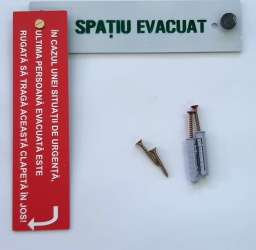 SPAȚIU EVACUAT
ÎN CAZUL UNEI SITUAȚII DE URGENȚĂ,
ULTIMA PERSOANĂ EVACUATĂ ESTE
RUGATĂ SĂ TRAGĂ ACEASTĂ CLAPETĂ ÎN JOS!